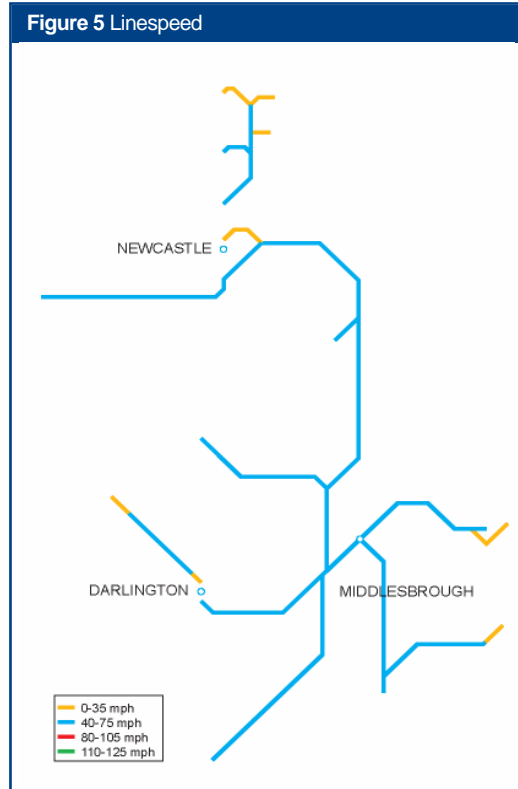 Figure 5 Linespeed
NEWCASTLE
DARLINGTON
MIDDLESBROUGH
0-35 mph
40-75 mph
80-105 mph
110-125 mph